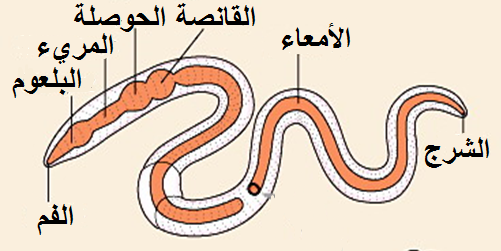 القانصة
الحوصلة
المريء
البلعوم
الفم
الأمعاء
الشرج